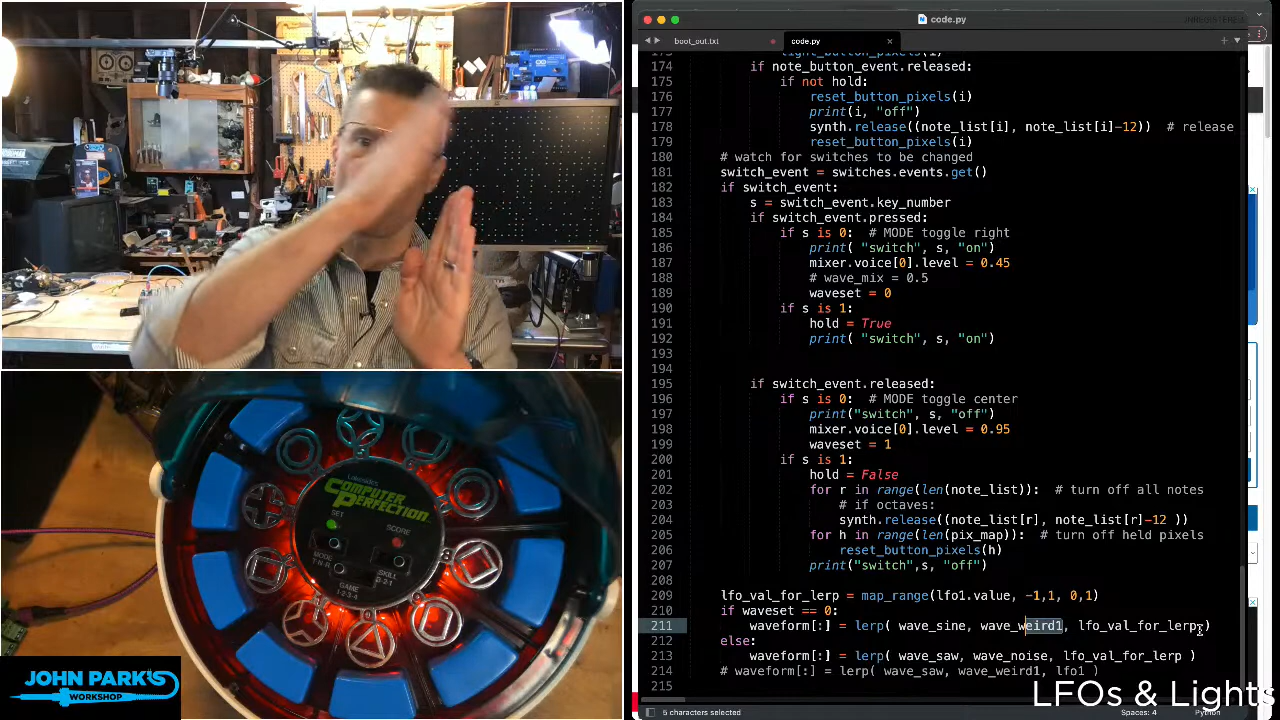 code.py
boot_out.txt
code.py
174 if note_button_event.released:
175 if not hold:
176 reset_button_pixels(i)
177 print(i, "off")
178 synth.release((note_list[i], note_list[i]-12)) # release
179 reset_button_pixels(i)
180 # watch for switches to be changed
181 switch_event = switches.events.get()
182 if switch_event:
183 s = switch_event.key_number
184 if switch_event.pressed:
185 if s is 0: # MODE toggle right
186 print( "switch", s, "on")
187 mixer.voice[0].level = 0.45
188 # wave_mix = 0.5
189 waveset = 0
190 if s is 1:
191 hold = True
192 print( "switch", s, "on")
193
194
195 if switch_event.released:
196 if s is 0: # MODE toggle center
197 print("switch", s, "off")
198 mixer.voice[0].level = 0.95
199 waveset = 1
200 if s is 1:
201 hold = False
202 for r in range(len(note_list)): # turn off all notes
203 # if octaves:
204 synth.release((note_list[r], note_list[r]-12 ))
205 for h in range(len(pix_map)): # turn off held pixels
206 reset_button_pixels(h)
207 print("switch",s, "off")
208
209 lfo_val_for_lerp = map_range(lfo1.value, -1,1, 0,1)
210 if waveset == 0:
211 waveform[:] = lerp( wave_sine, wave_weird1, lfo_val_for_lerp )
212 else:
213 waveform[:] = lerp( wave_saw, wave_noise, lfo_val_for_lerp )
214 # waveform[:] = lerp( wave_saw, wave_weird1, lfo1
215
5 characters selected
Spaces: 4
Python
LFOs & Lights
Lakeside's
COMPUTER
PERFECTION
SET
SCORE
MODE
T-N-R
SKILL
3-2-1
GAME
1-2-3-4
JOHN PARK'S
WORKSHOP